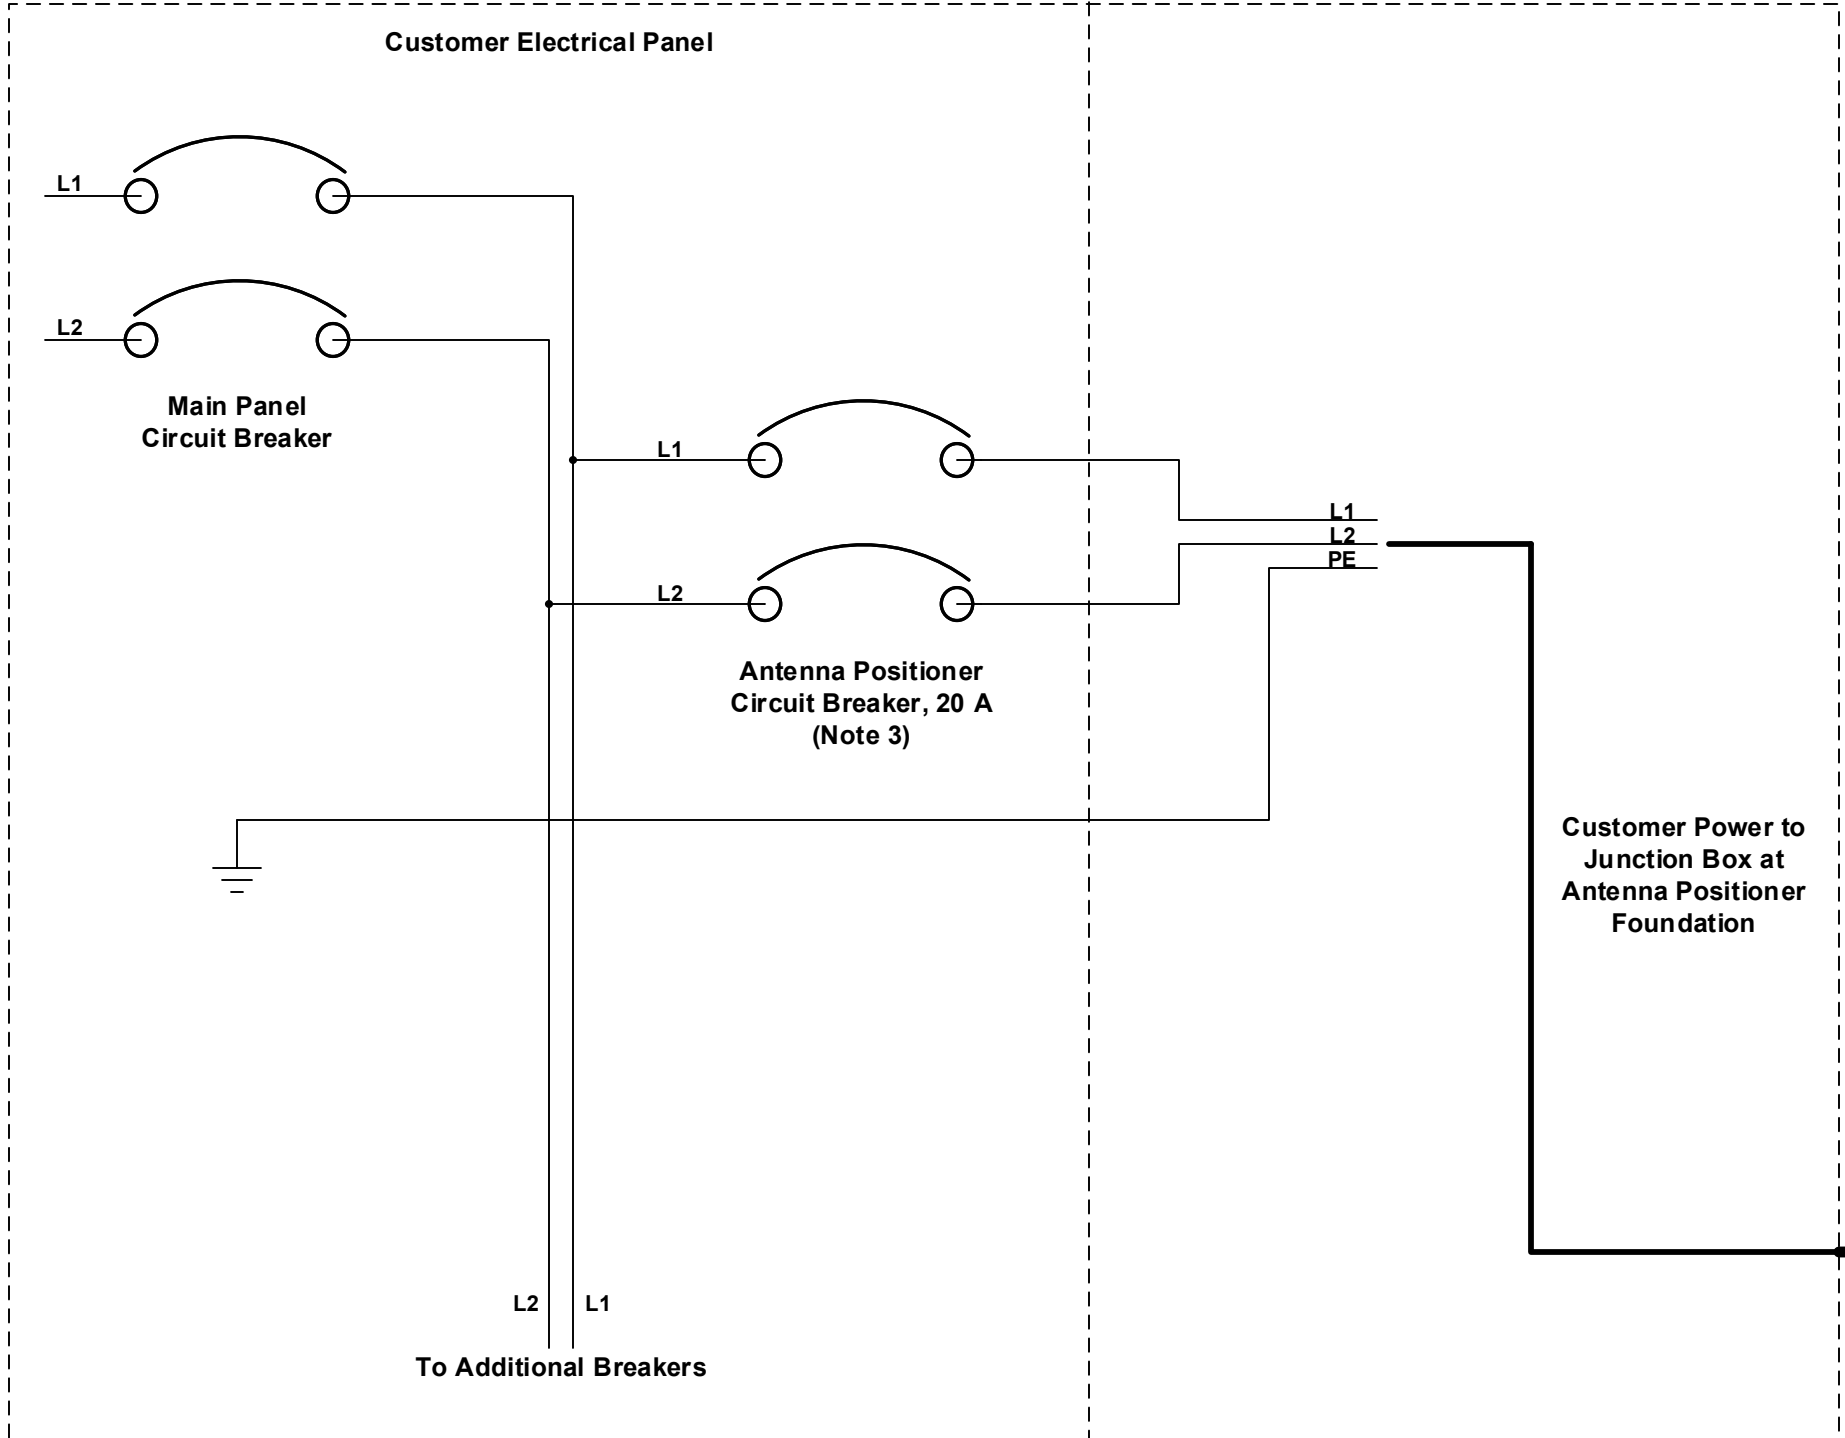 Customer Electrical Panel
L1
L2
Main Panel
Circuit Breaker
L1
L2
Antenna Positioner
Circuit Breaker, 20 A
(Note 3)
L1
L2
PE
Customer Power to
Junction Box at
Antenna Positioner
Foundation
L2
L1
To Additional Breakers